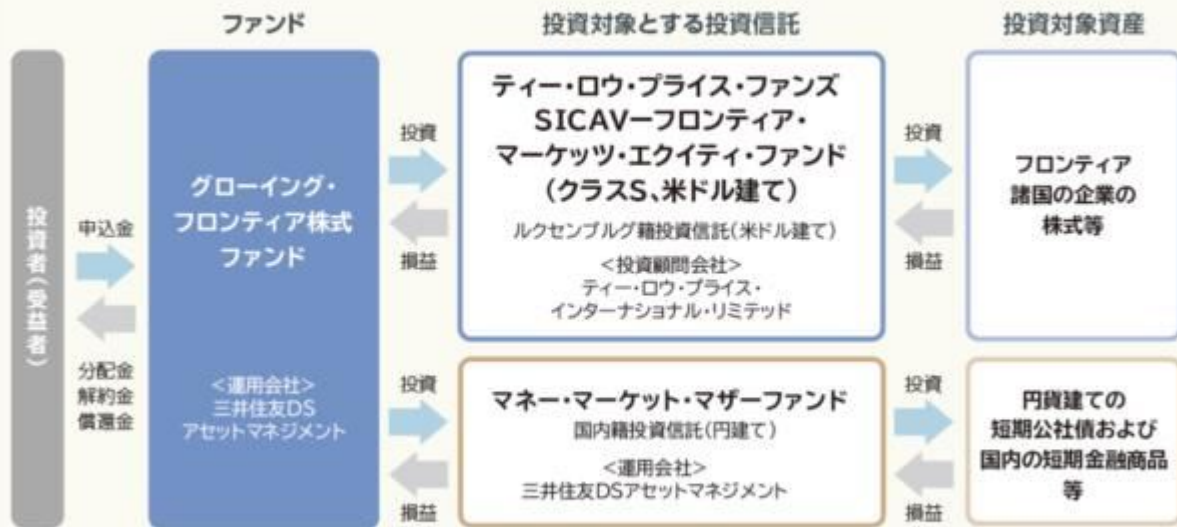 ファンド
投資対象とする投資信託
投資対象資産
投資者(受益者)
申込金
分配金
解約金
償還金
グローイング・
フロンティア株式
ファンド
<運用会社>
三井住友DS
アセットマネジメント
投資
損益
ティー・ロウ・プライス・ファンズ
SICAVーフロンティア・
マーケッツ・エクイティ・ファンド
(クラスS、米ドル建て)
ルクセンブルグ籍投資信託(米ドル建て)
<投資顧問会社>
ティー・ロウ・プライス・
インターナショナル・リミテッド
投資
損益
フロンティア
諸国の企業の
株式等
投資
損益
マネー・マーケット・マザーファンド
国内籍投資信託(円建て)
<運用会社>
三井住友DSアセットマネジメント
投資
損益
円貨建ての
短期公社債および
国内の短期金融商品
等